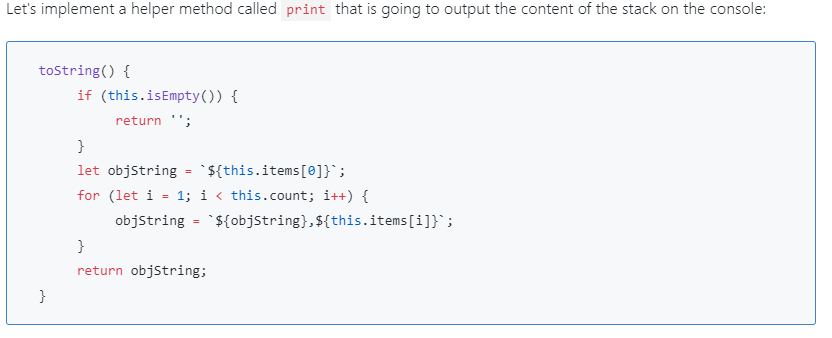 Let's implement a helper method called print that is going to output the content of the stack on the console:
toString() {
if (this.isEmpty()) {
return '';
}
let objString = `${this.items[0]}`;
for (let i = 1; i < this.count; i++) {
objString = `${objString},${this.items[i]}`;
}
return objString;
}